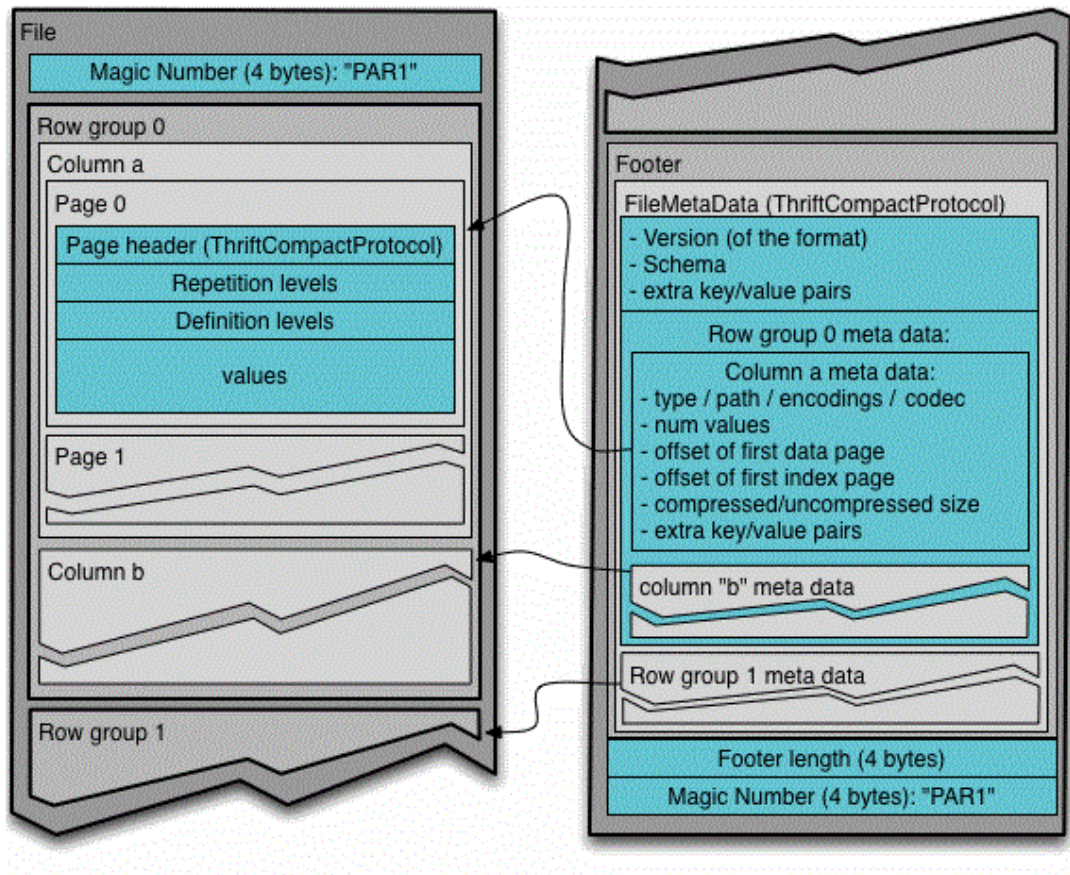 File
Magic Number (4 bytes): "PAR1"
Row group 0
Column a
Page 0
Page header (ThriftCompactProtocol)
Repetition levels
Definition levels
values
Page 1
Column b
Row group 1
Footer
FileMetaData (ThriftCompactProtocol)
- Version (of the format)
- Schema
- extra key/value pairs
Row group 0 meta data:
Column a meta data:
- type / path / encodings / codec
- num values
- offset of first data page
- offset of first index page
- compressed/uncompressed size
- extra key/value pairs
column "b" meta data
Row group 1 meta data
Footer length (4 bytes)
Magic Number (4 bytes): "PAR1"